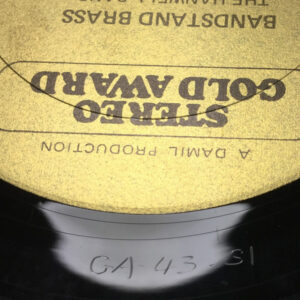 A DAMIL PRODUCTION
STEREO
GOLD AWARD
BANDSTAND BRASS
GA-43-S1